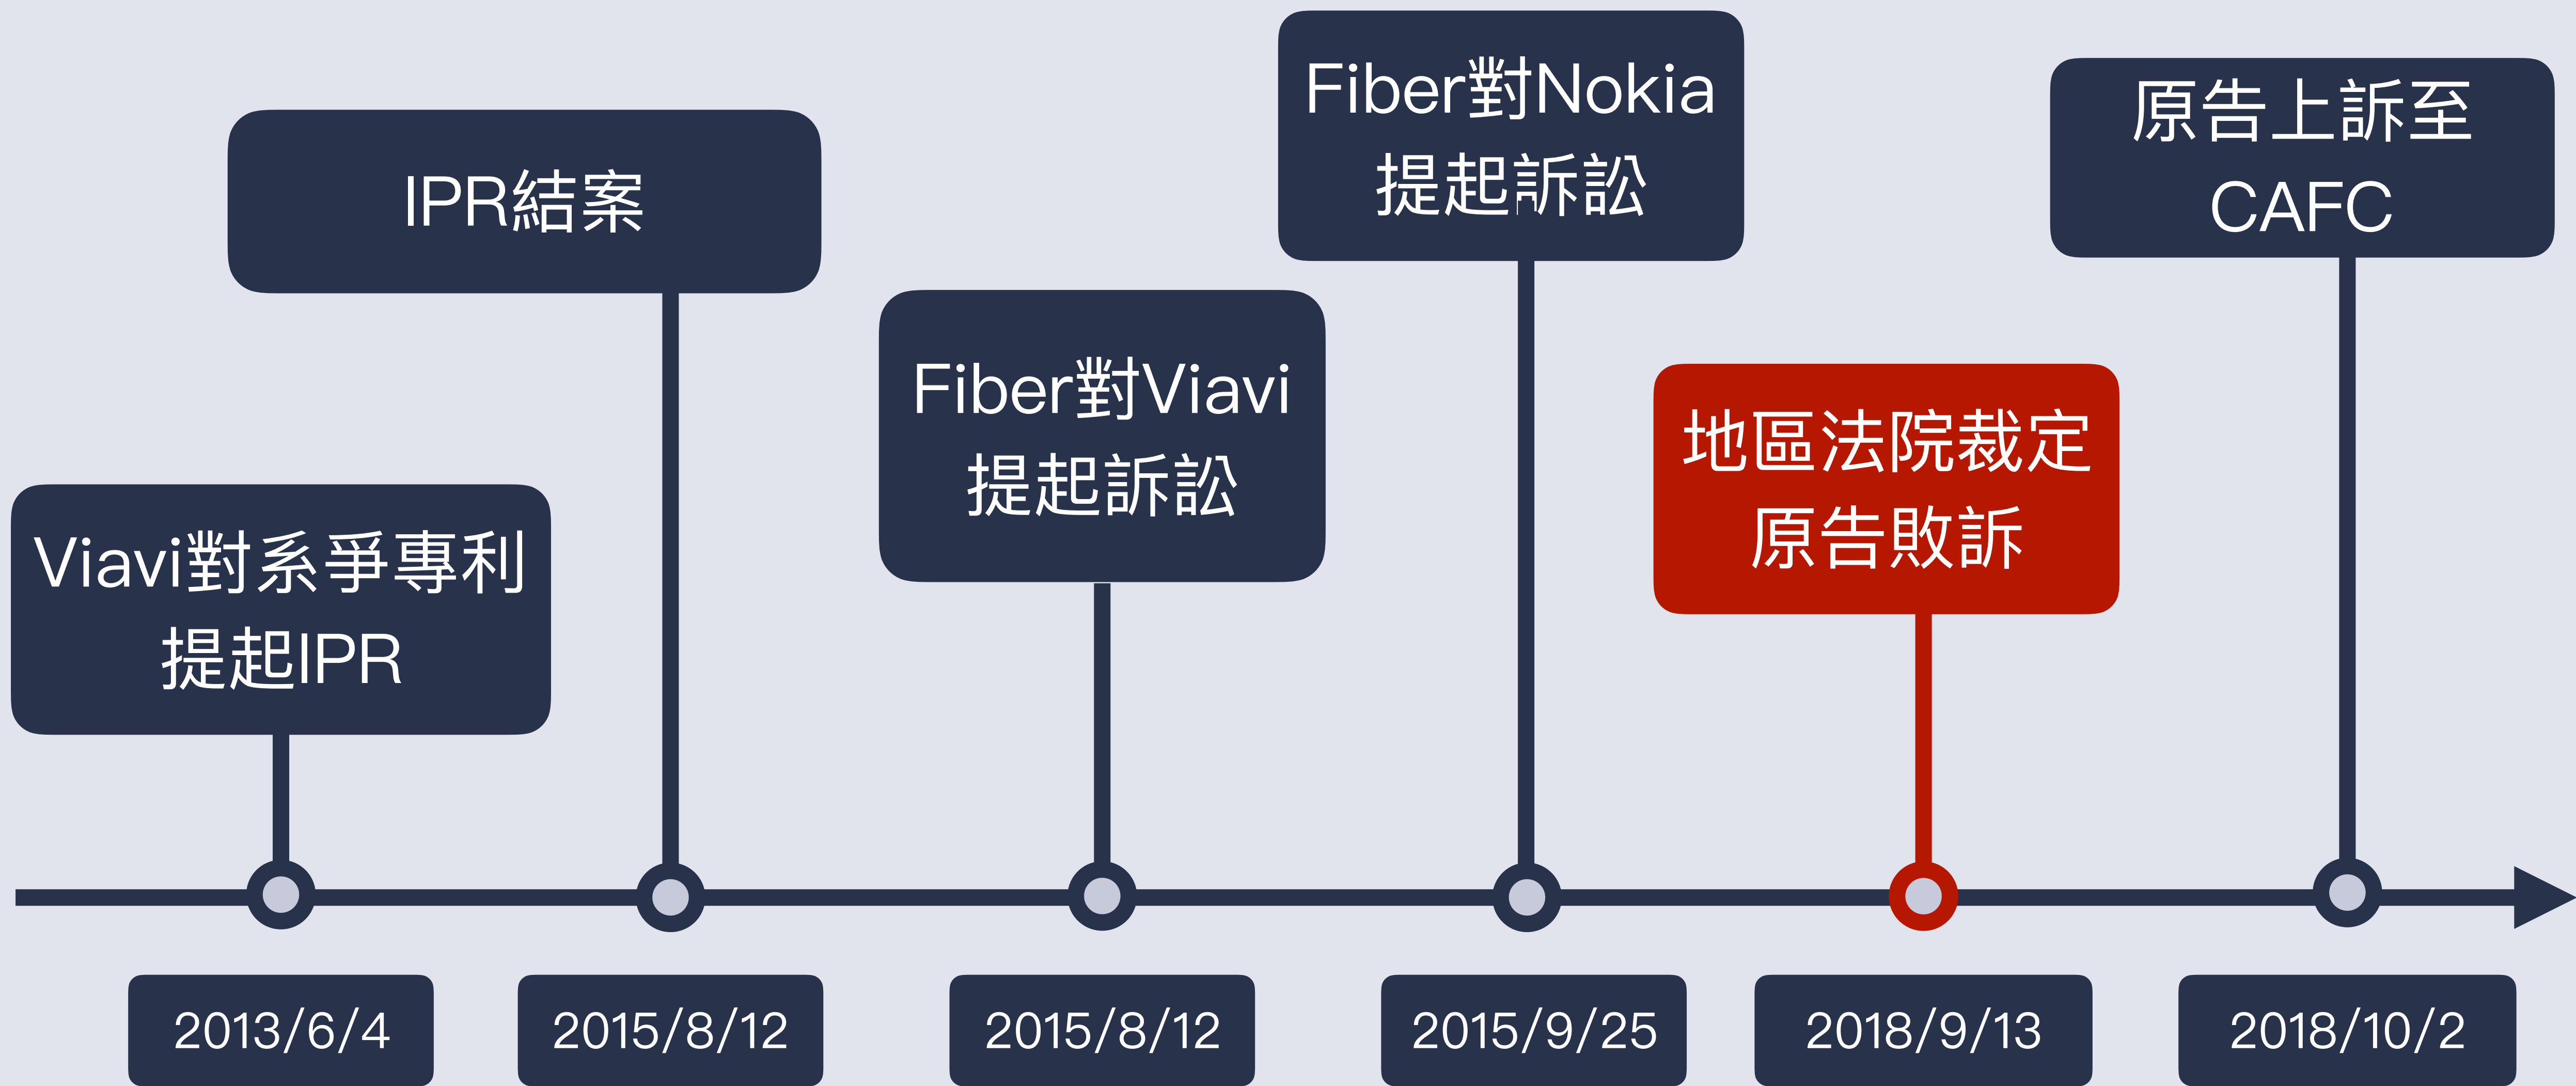 Viavi對系爭專利
提起IPR
IPR結案
Fiber對Viavi
提起訴訟
Fiber對Nokia
提起訴訟
地區法院裁定
原告敗訴
原告上訴至
CAFC
2013/6/4
2015/8/12
2015/8/12
2015/9/25
2018/9/13
2018/10/2